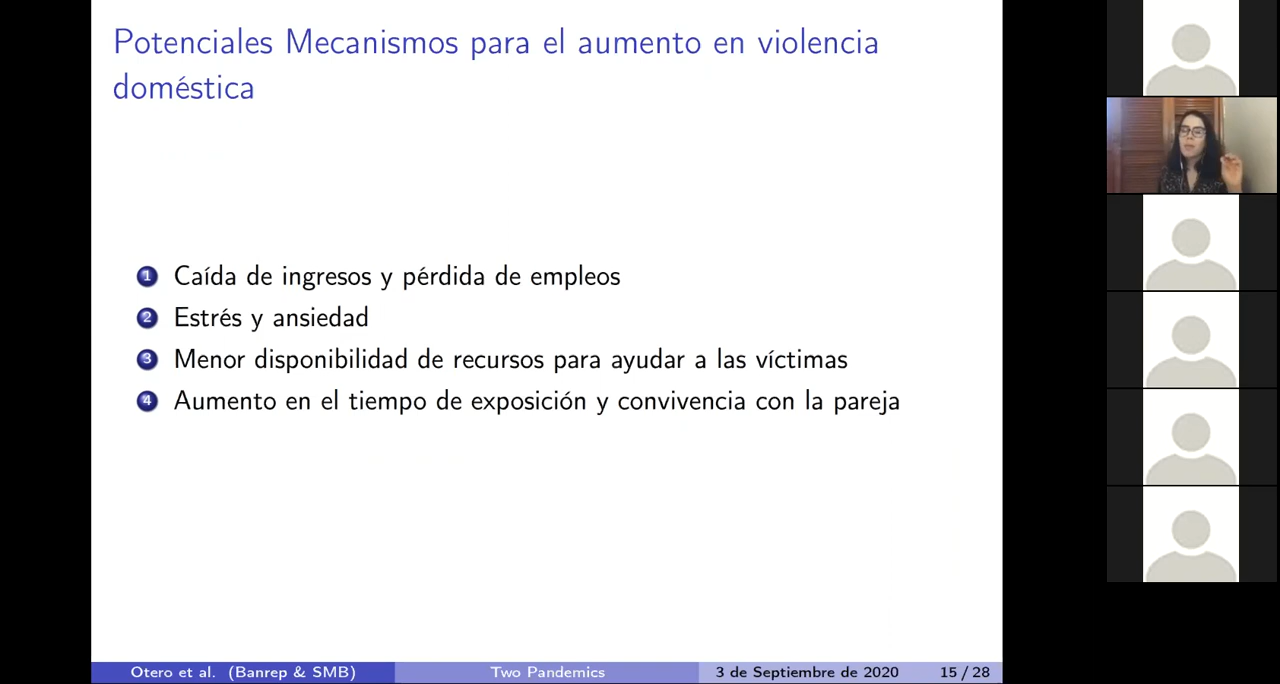 Potenciales Mecanismos para el aumento en violencia
doméstica
1 Caída de ingresos y pérdida de empleos
2 Estrés y ansiedad
3 Menor disponibilidad de recursos para ayudar a las víctimas
4 Aumento en el tiempo de exposición y convivencia con la pareja
Otero et al. (Banrep & SMB) Two Pandemics 3 de Septiembre de 2020 15 / 28